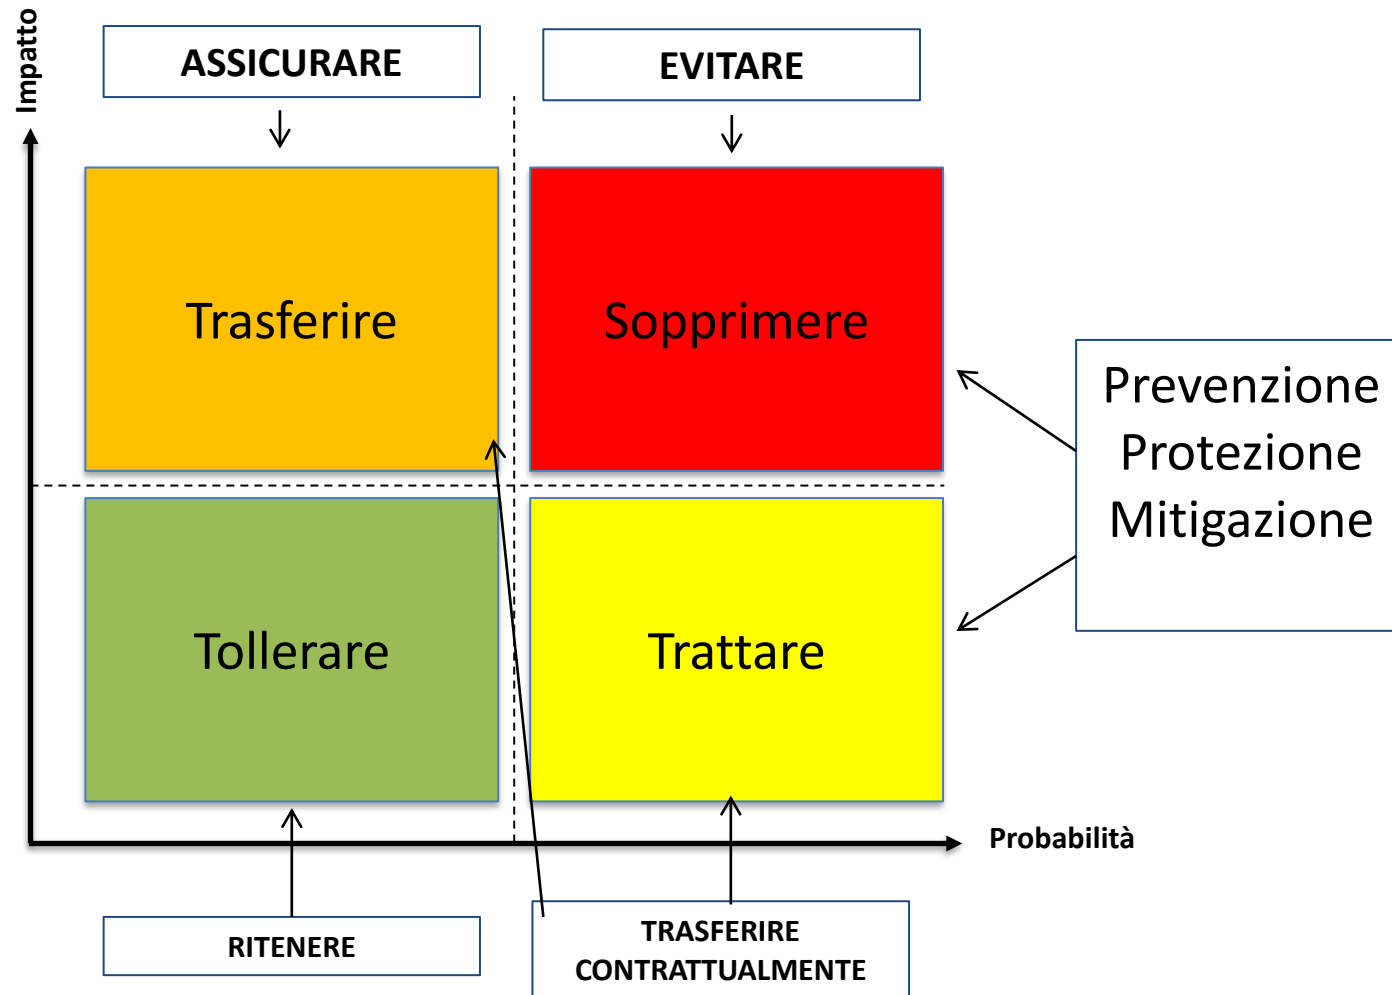 Impatto
ASSICURARE
EVITARE
Trasferire
Sopprimere
Prevenzione
Protezione
Mitigazione
Tollerare
Trattare
Probabilità
RITENERE
TRASFERIRE
CONTRATTUALMENTE